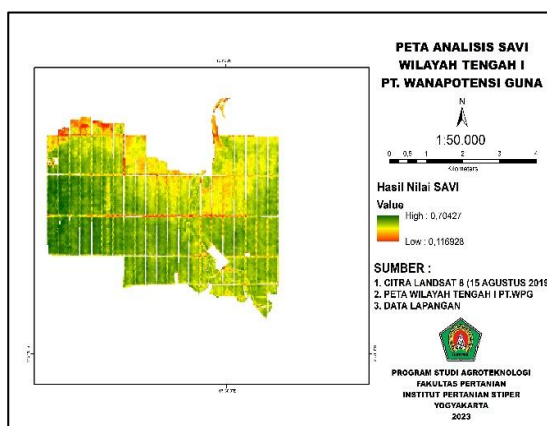 PETA ANALISIS SAVI
WILAYAH TENGAH I
PT. WANAPOTENSI GUNA
N
1:50.000
0 0,5 1 2 3 4
Kilometers
Hasil Nilai SAVI
Value
High : 0,70427
Low : 0,116928
SUMBER :
1. CITRA LANDSAT 8 (15 AGUSTUS 2019
2. PETA WILAYAH TENGAH I PT.WPG
3. DATA LAPANGAN
PROGRAM STUDI AGROTEKNOLOGI
FAKULTAS PERTANIAN
INSTITUT PERTANIAN STIPER
YOGYAKARTA
2023